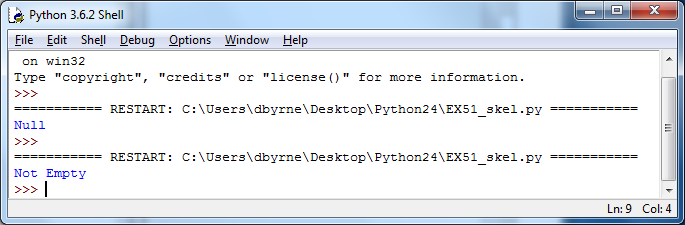 Python 3.6.2 Shell
File Edit Shell Debug Options Window Help
on win32
Type "copyright", "credits" or "license()" for more information.
>>>
=========== RESTART: C:\Users\dbyrne\Desktop\Python24\EX51_skel.py ===========
Null
>>>
=========== RESTART: C:\Users\dbyrne\Desktop\Python24\EX51_skel.py ===========
Not Empty
>>>
Ln: 9 Col: 4